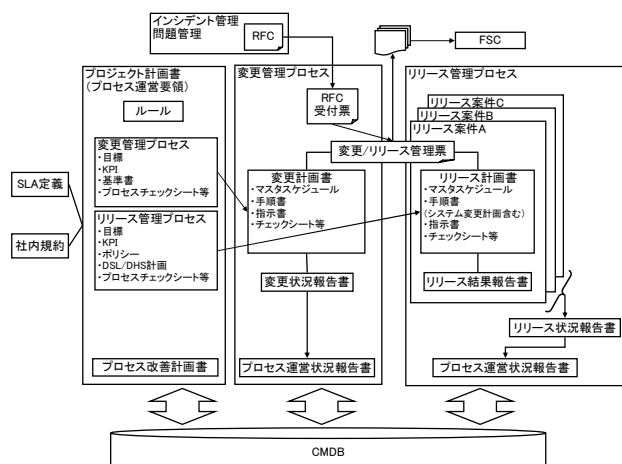 インシデント管理
問題管理
RFC
FSC
プロジェクト計画書
(プロセス運営要領)
ルール
変更管理プロセス
・目標
・KPI
・基準書
・プロセスチェックシート等
リリース管理プロセス
・目標
・KPI
・ポリシー
・DSL/DHS計画
・プロセスチェックシート等
プロセス改善計画書
SLA定義
社内規約
変更管理プロセス
RFC
受付票
変更/リリース管理票
変更計画書
・マスタスケジュール
・手順書
・指示書
・チェックシート等
変更状況報告書
プロセス運営状況報告書
リリース管理プロセス
リリース案件C
リリース案件B
リリース案件A
リリース計画書
・マスタスケジュール
・手順書
(システム変更計画含む)
・指示書
・チェックシート等
リリース結果報告書
リリース状況報告書
プロセス運営状況報告書
CMDB